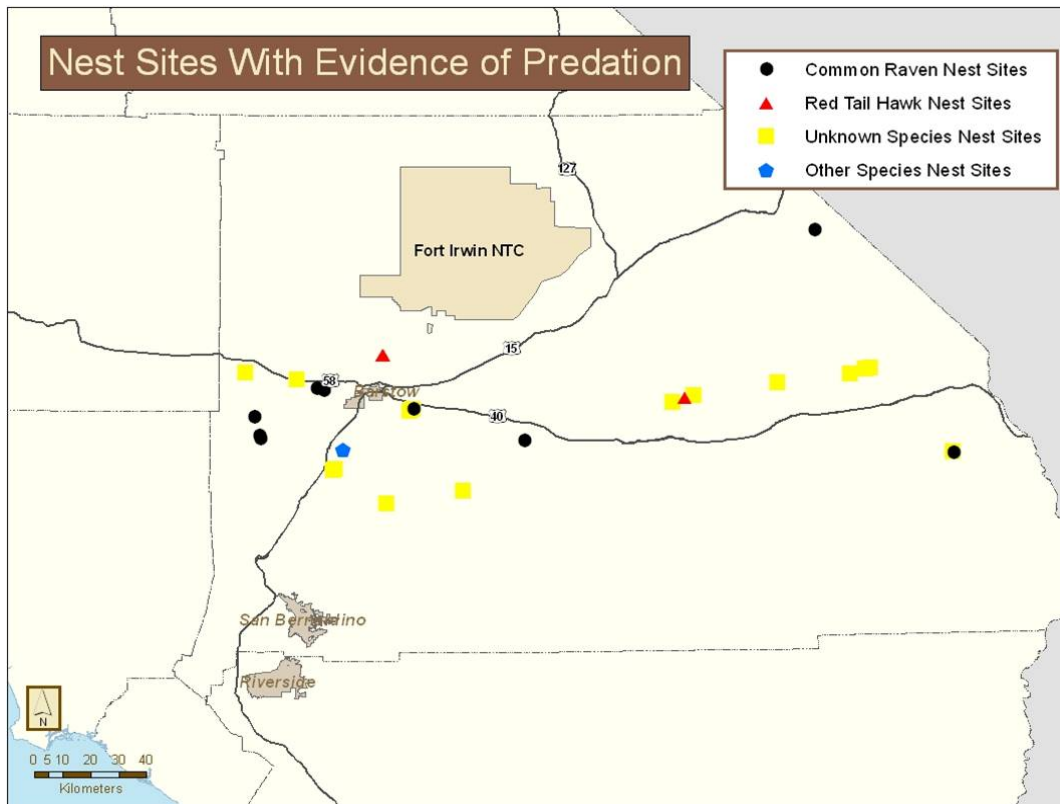 Nest Sites With Evidence of Predation
Common Raven Nest Sites
Red Tail Hawk Nest Sites
Unknown Species Nest Sites
Other Species Nest Sites
127
Fort Irwin NTC
15
58
Barstow
40
San Bernardino
Riverside
N
0 5 10 20 30 40
Kilometers